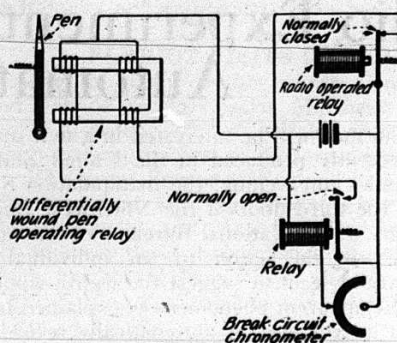 Pen
Normally
closed
Radio operated
relay
Differentially
wound pen
operating relay
Normally open
Relay
Break circuit
chronometer